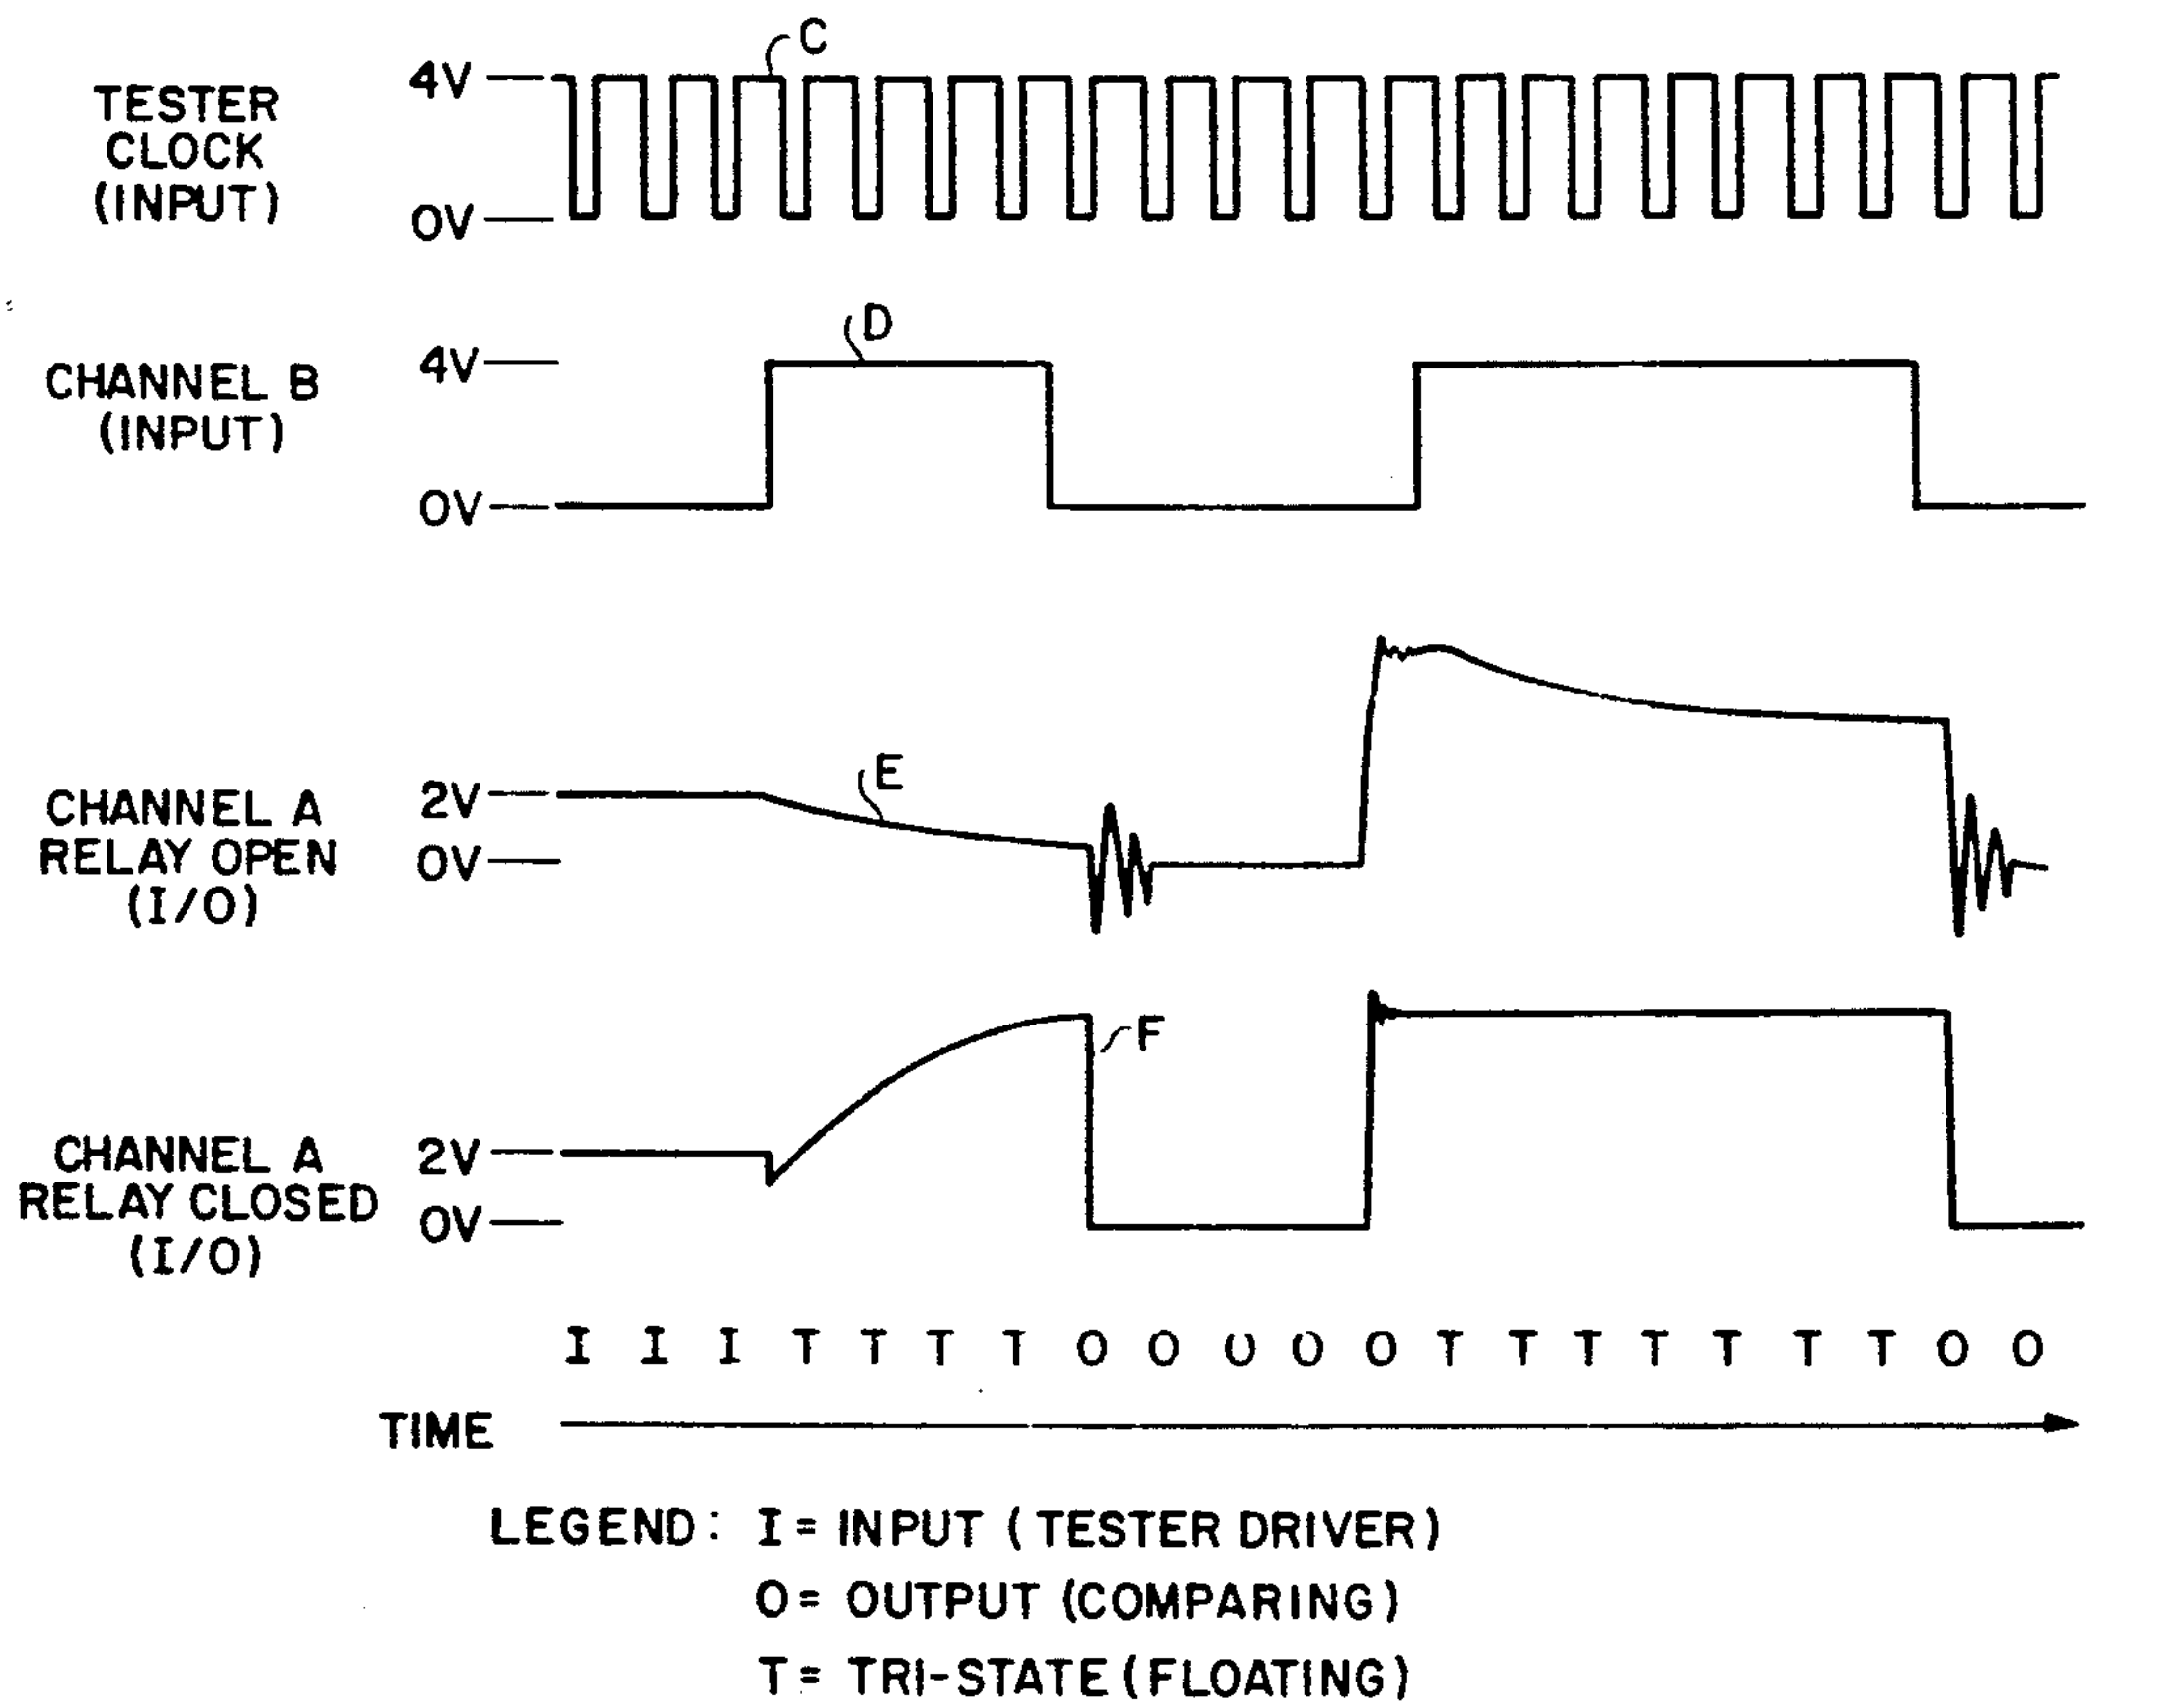 C
TESTER
CLOCK
(INPUT)
4V
0V
D
CHANNEL B
(INPUT)
4V
0V
E
CHANNEL A
RELAY OPEN
(I/O)
2V
0V
F
CHANNEL A
RELAY CLOSED
(I/O)
2V
0V
I I I T T T T O O O O O T T T T T T T O O
TIME
LEGEND: I = INPUT (TESTER DRIVER)
O = OUTPUT (COMPARING)
T = TRI-STATE (FLOATING)